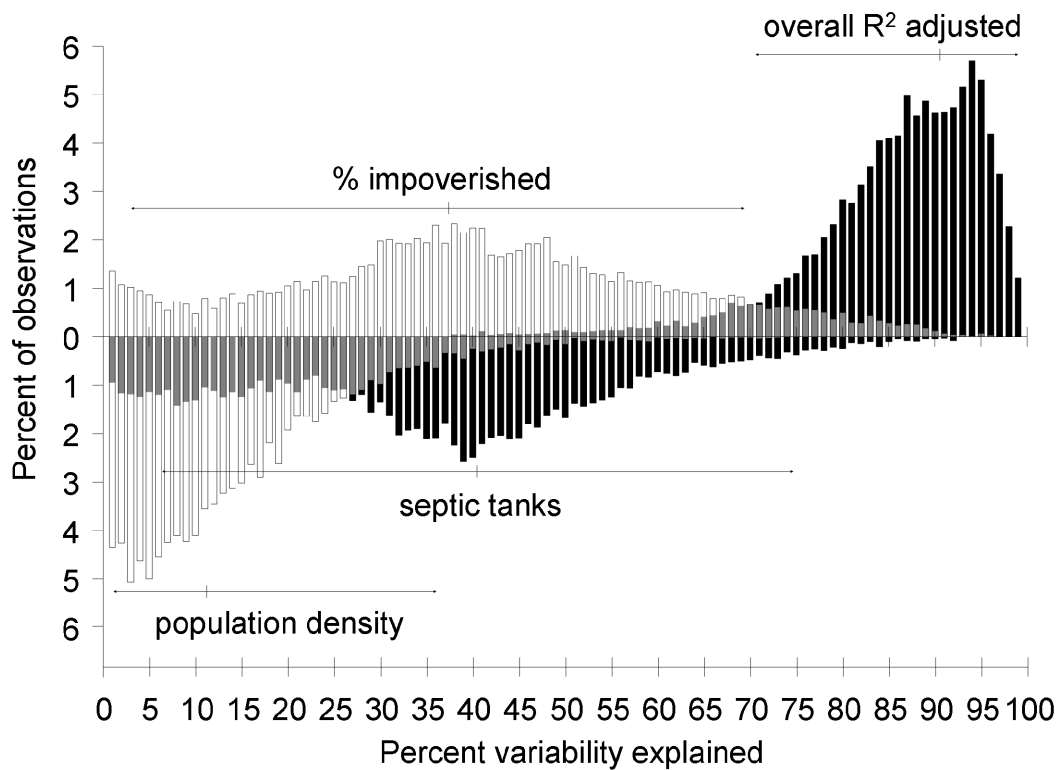 overall R² adjusted
6
5
4
3
2
1
0
1
2
3
4
5
6
Percent of observations
% impoverished
septic tanks
population density
0 5 10 15 20 25 30 35 40 45 50 55 60 65 70 75 80 85 90 95 100
Percent variability explained